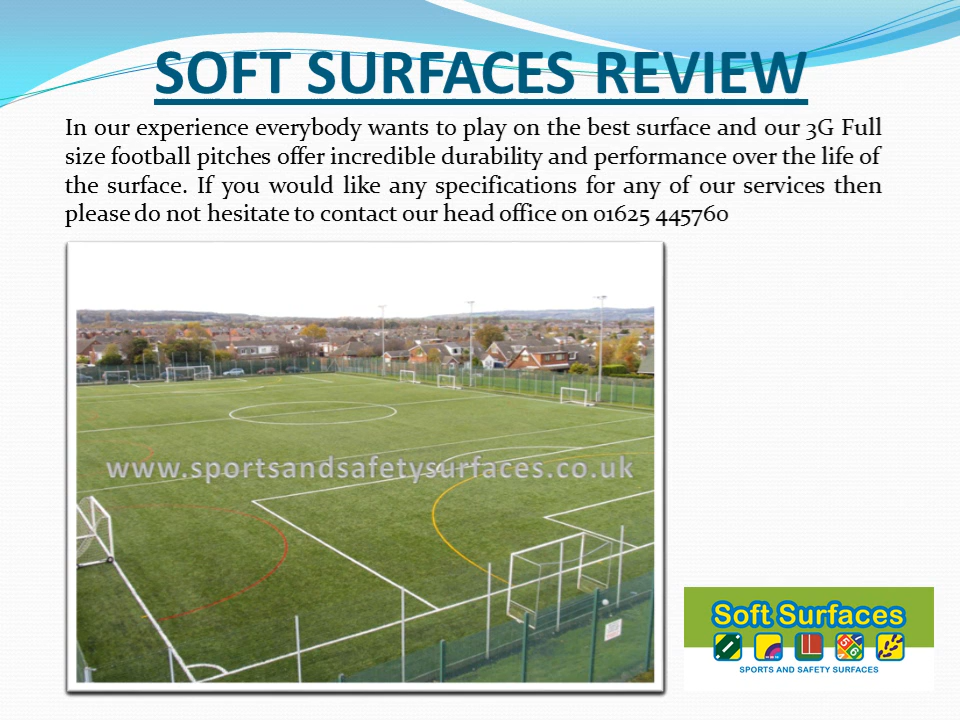 SOFT SURFACES REVIEW
In our experience everybody wants to play on the best surface and our 3G Full
size football pitches offer incredible durability and performance over the life of
the surface. If you would like any specifications for any of our services then
please do not hesitate to contact our head office on 01625 445760
www.sportsandsafetysurfaces.co.uk
Soft Surfaces
SPORTS AND SAFETY SURFACES